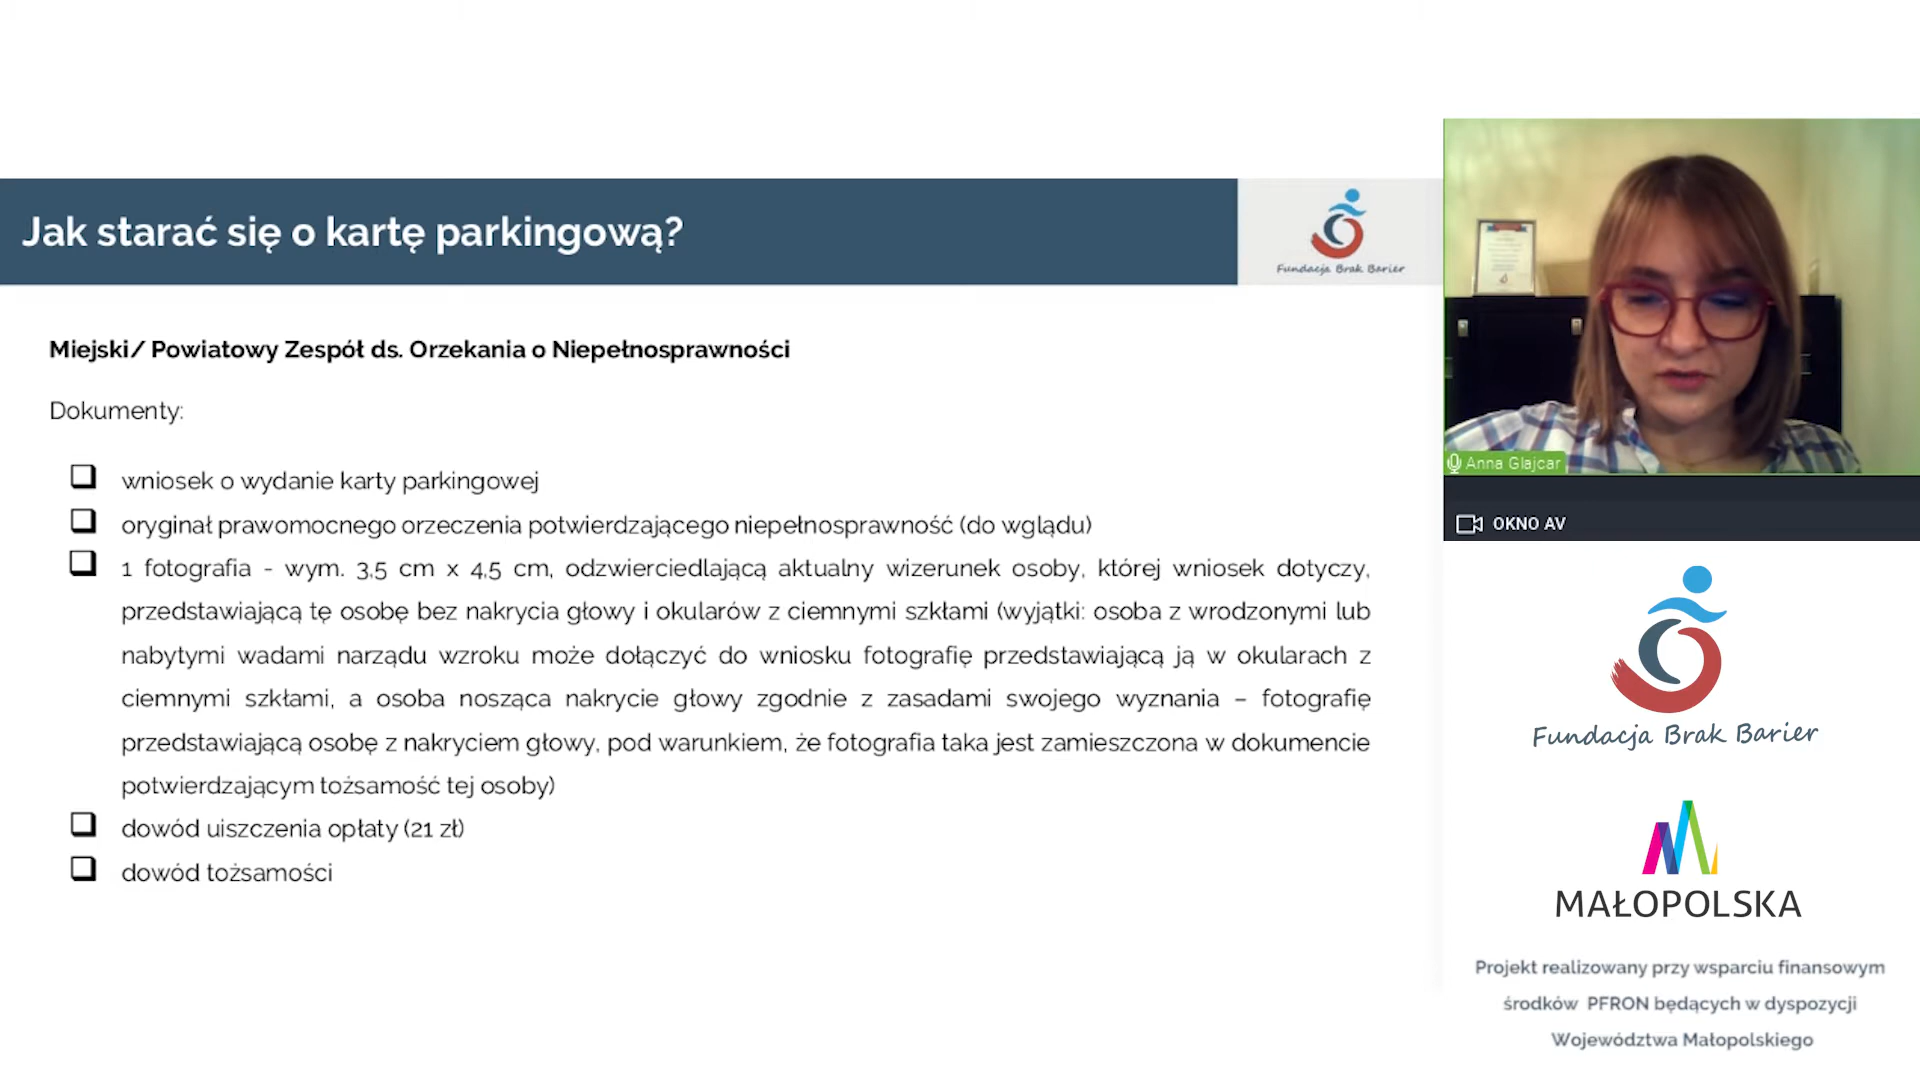 Jak starać się o kartę parkingową?
Fundacja Brak Barier
Miejski/ Powiatowy Zespół ds. Orzekania o Niepełnosprawności
Dokumenty:
wniosek o wydanie karty parkingowej
oryginał prawomocnego orzeczenia potwierdzającego niepełnosprawność (do wglądu)
1 fotografia - wym. 3,5 cm x 4,5 cm, odzwierciedlającą aktualny wizerunek osoby, której wniosek dotyczy,
przedstawiającą tę osobę bez nakrycia głowy i okularów z ciemnymi szkłami (wyjątki: osoba z wrodzonymi lub
nabytymi wadami narządu wzroku może dołączyć do wniosku fotografię przedstawiającą ją w okularach z
ciemnymi szkłami, a osoba nosząca nakrycie głowy zgodnie z zasadami swojego wyznania – fotografię
przedstawiającą osobę z nakryciem głowy, pod warunkiem, że fotografia taka jest zamieszczona w dokumencie
potwierdzającym tożsamość tej osoby)
dowód uiszczenia opłaty (21 zł)
dowód tożsamości
Anna Glajcar
OKNO AV
Fundacja Brak Barier
MAŁOPOLSKA
Projekt realizowany przy wsparciu finansowym
środków PFRON będących w dyspozycji
Województwa Małopolskiego